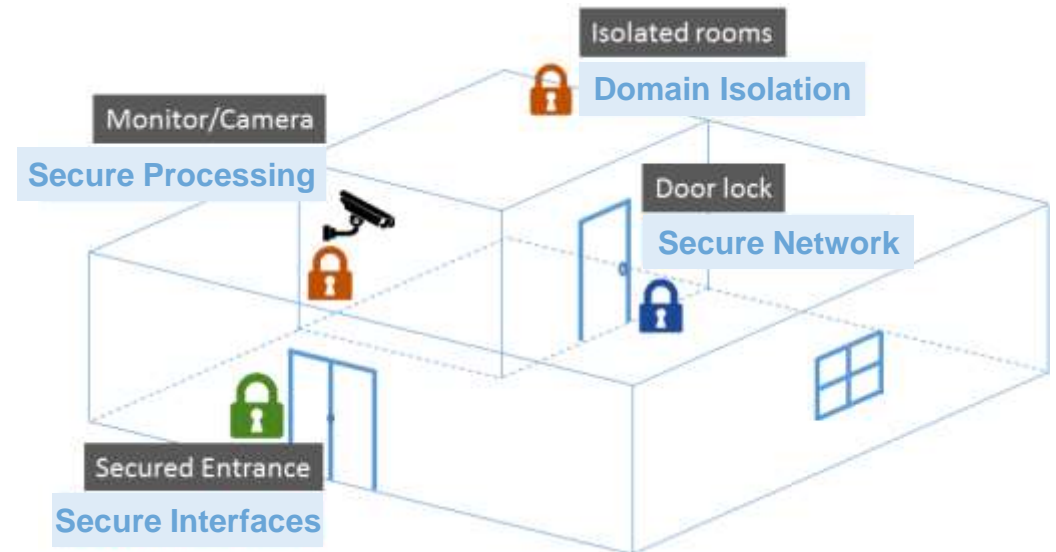 Isolated rooms
Domain Isolation
Monitor/Camera
Secure Processing
Door lock
Secure Network
Secured Entrance
Secure Interfaces